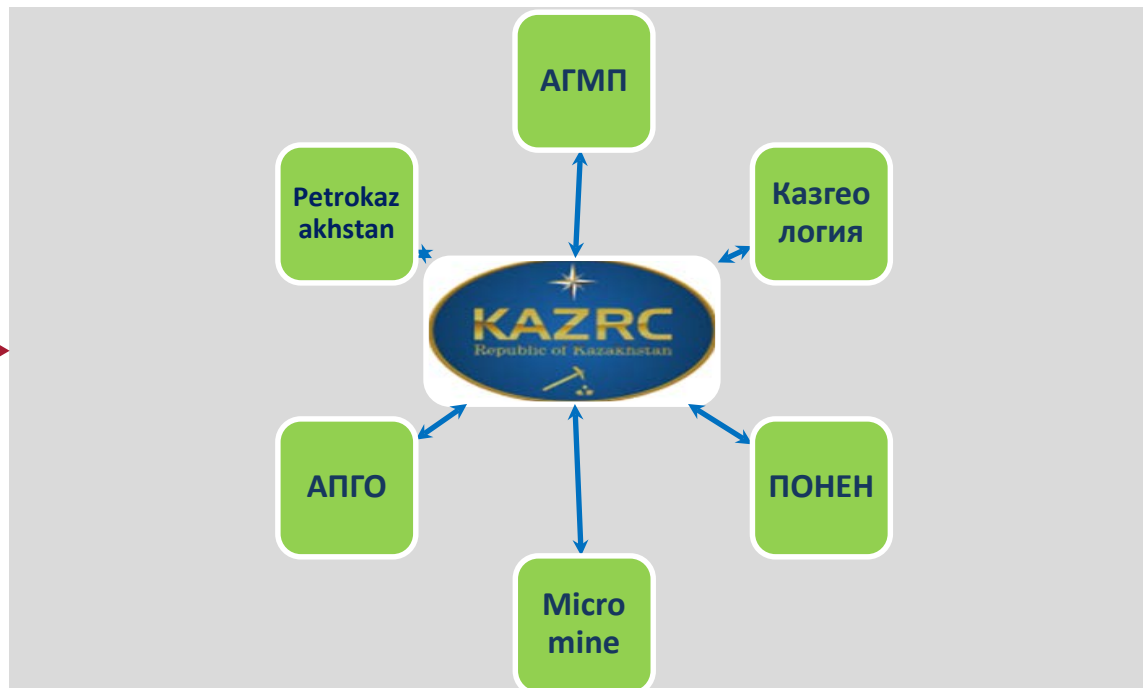 АГМП
Petrokaz
akhstan
Казгео
логия
KAZRC
Republic of Kazakhstan
АПГО
ПОНЕН
Micro
mine